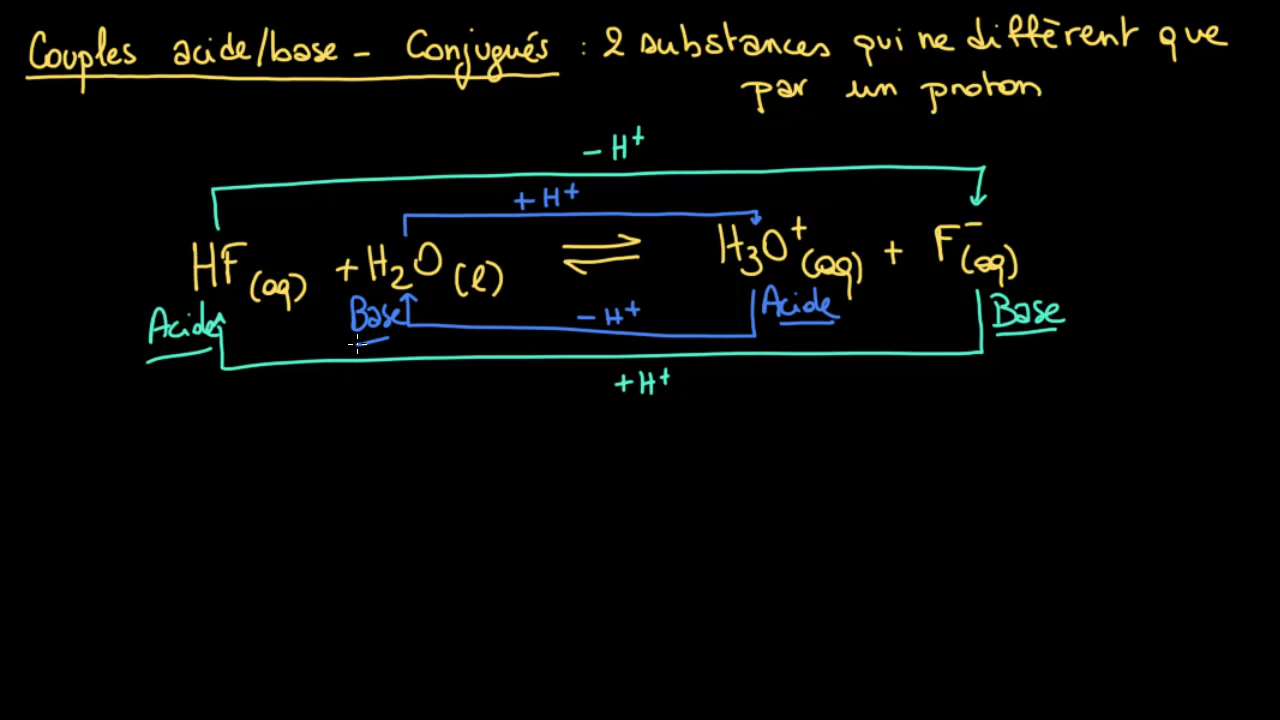 Couples acide/base - Conjugués : 2 substances qui ne diffèrent que
par un proton
- H⁺
+ H⁺
HF(aq) + H₂O(l) ⇌ H₃O⁺(aq) + F⁻(aq)
Acide Base Acide Base
- H⁺
+ H⁺